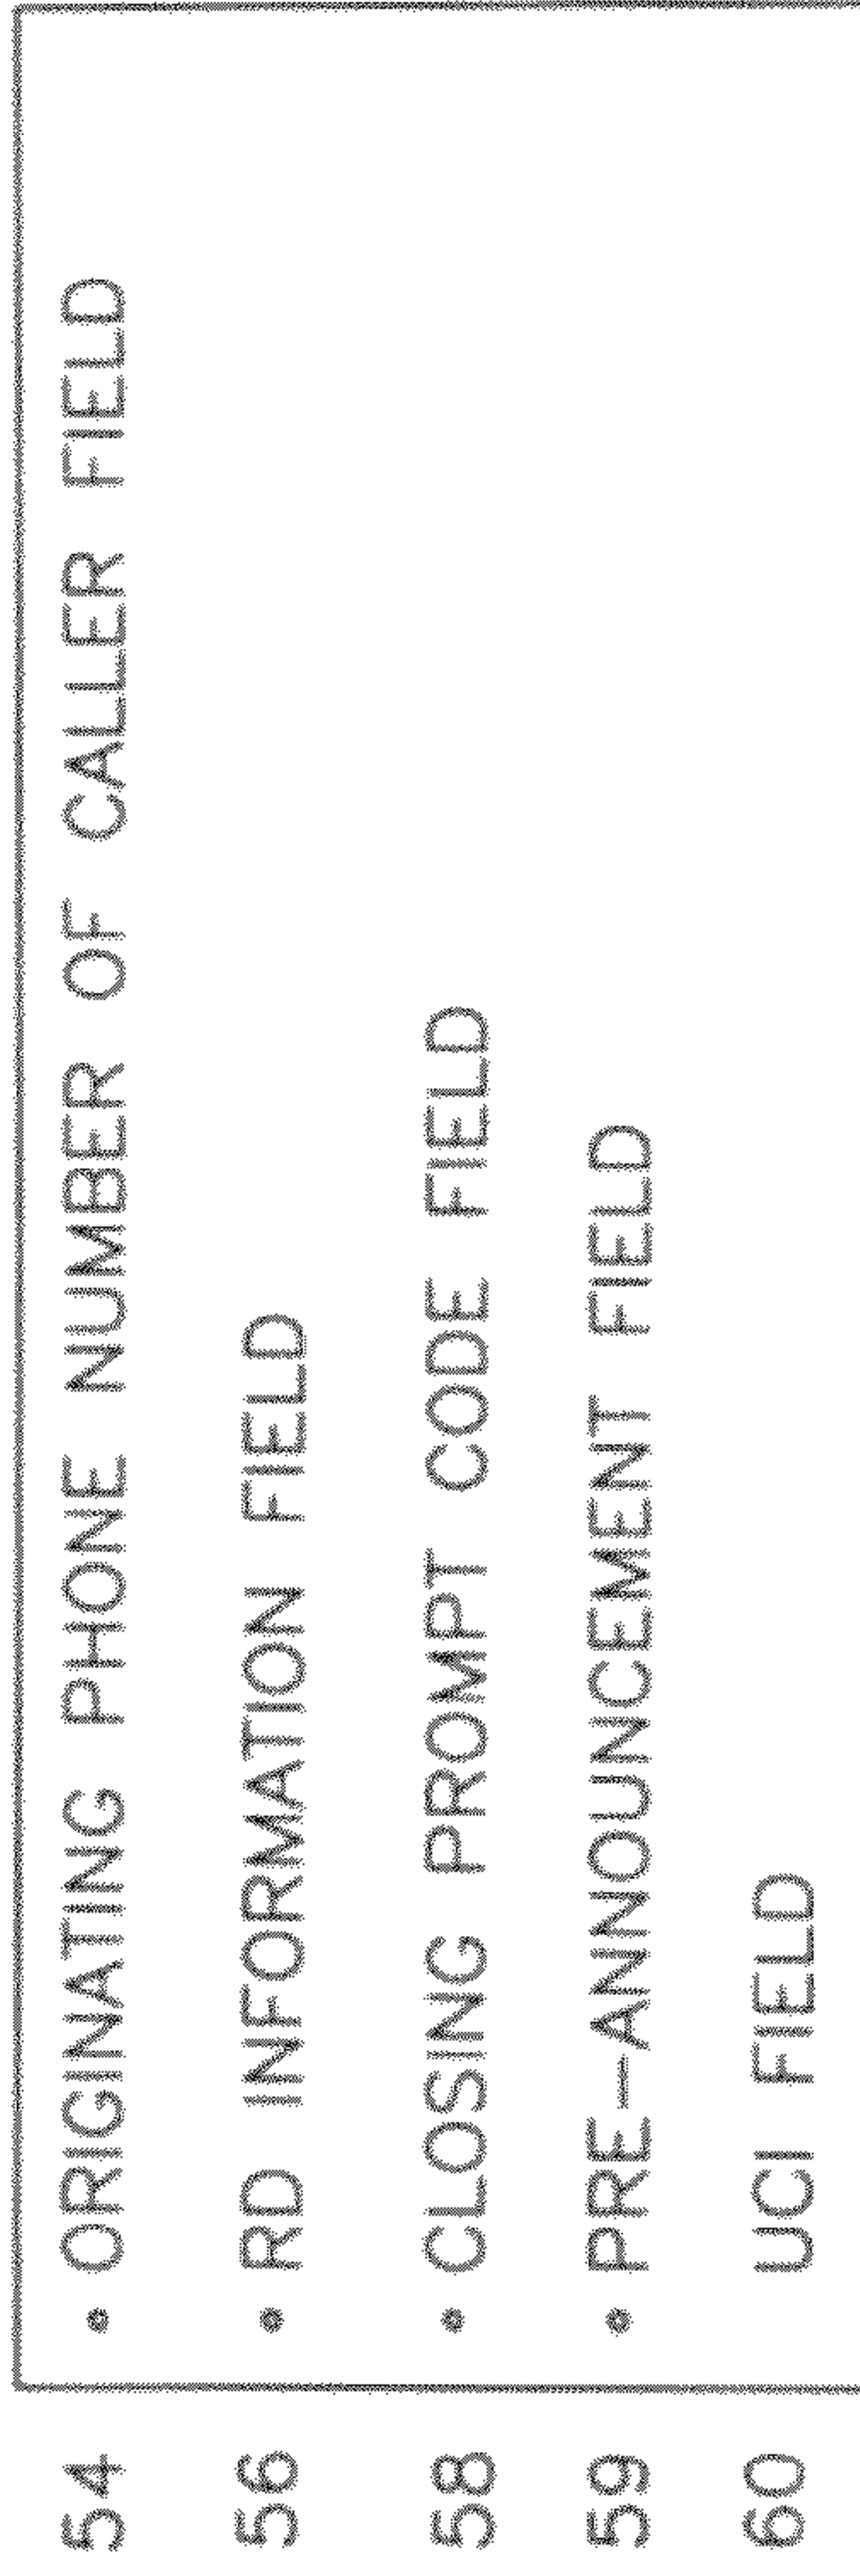 54 • ORIGINATING PHONE NUMBER OF CALLER FIELD
56 • RD INFORMATION FIELD
58 • CLOSING PROMPT CODE FIELD
59 • PRE-ANNOUNCEMENT FIELD
60 UCI FIELD